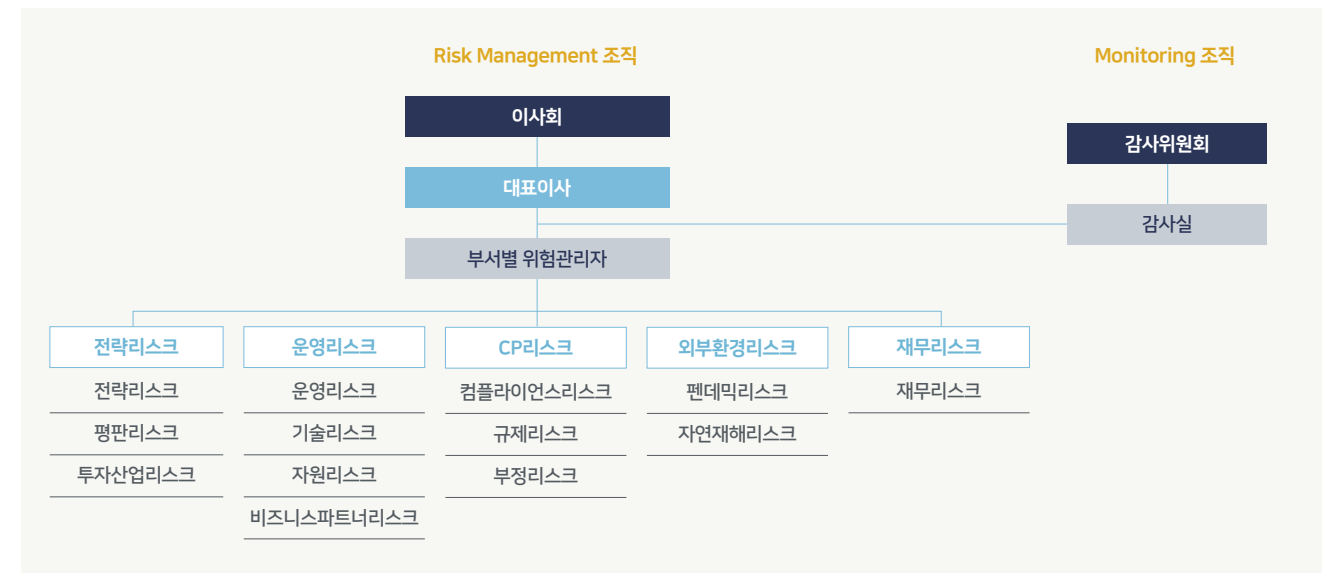 Risk Management 조직
Monitoring 조직
이사회
감사위원회
대표이사
감사실
부서별 위험관리자
전략리스크
운영리스크
CP리스크
외부환경리스크
재무리스크
전략리스크
운영리스크
컴플라이언스리스크
펜데믹리스크
재무리스크
평판리스크
기술리스크
규제리스크
자연재해리스크
투자산업리스크
자원리스크
부정리스크
비즈니스파트너리스크